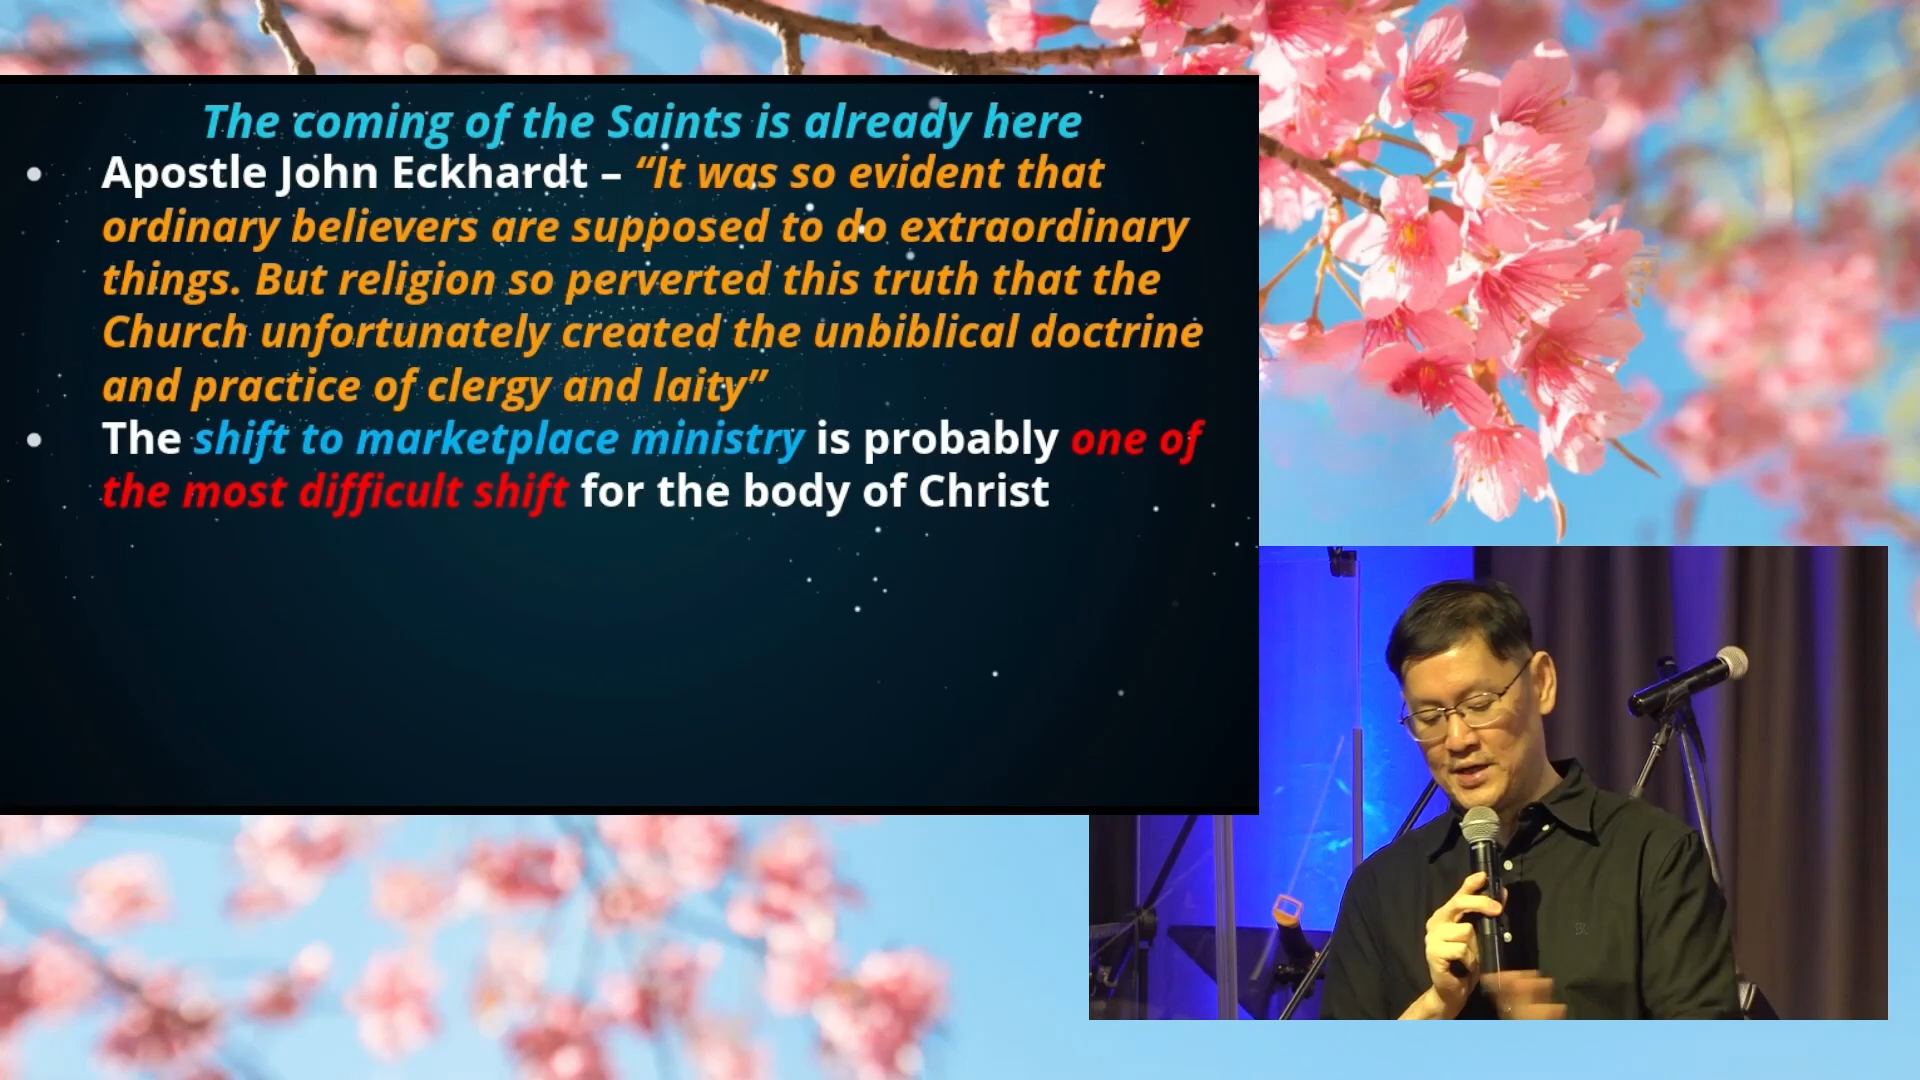 The coming of the Saints is already here
• Apostle John Eckhardt – “It was so evident that
ordinary believers are supposed to do extraordinary
things. But religion so perverted this truth that the
Church unfortunately created the unbiblical doctrine
and practice of clergy and laity”
• The shift to marketplace ministry is probably one of
the most difficult shift for the body of Christ